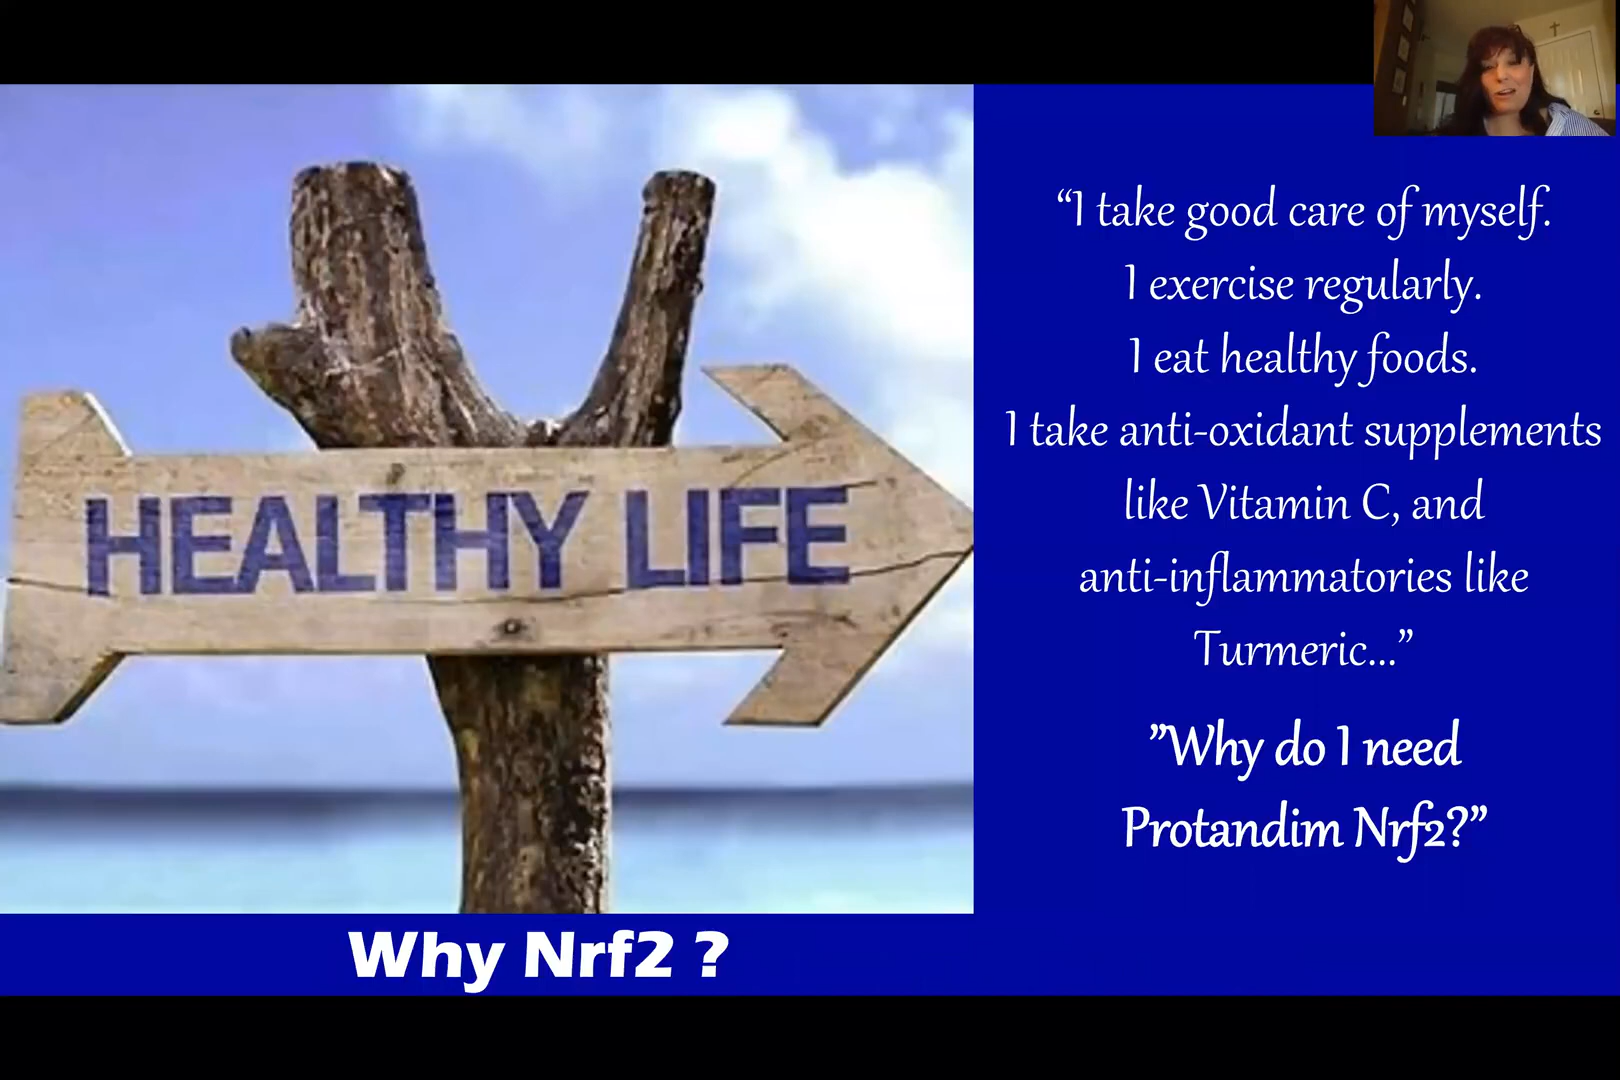 HEALTHY LIFE
“I take good care of myself.
I exercise regularly.
I eat healthy foods.
I take anti-oxidant supplements
like Vitamin C, and
anti-inflammatories like
Turmeric...”
”Why do I need
Protandim Nrf2?”
Why Nrf2 ?